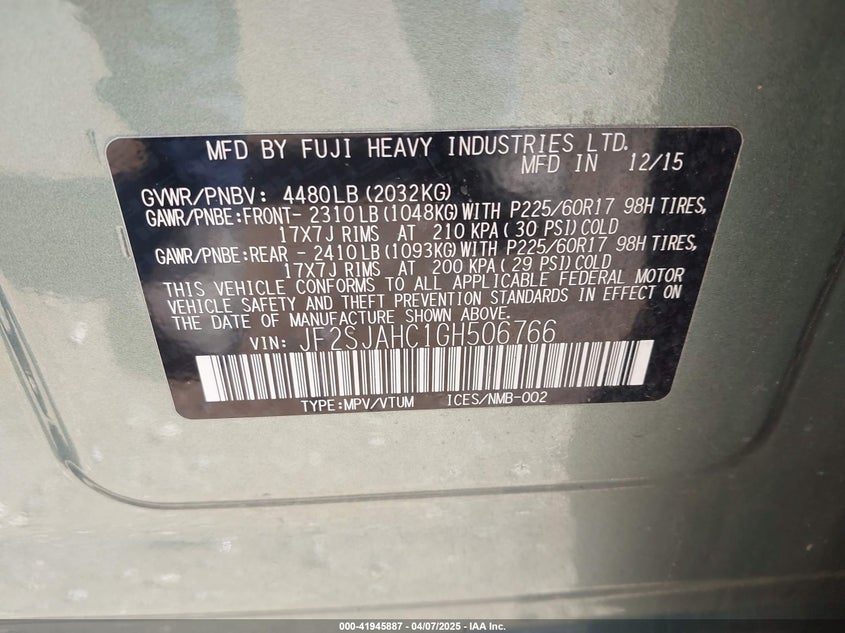 MFD BY FUJI HEAVY INDUSTRIES LTD.
MFD IN 12/15
GVWR/PNBV: 4480LB (2032KG)
GAWR/PNBE:FRONT- 2310LB (1048KG) WITH P225/60R17 98H TIRES,
17X7J RIMS AT 210 KPA ( 30 PSI) COLD
GAWR/PNBE:REAR - 2410LB (1093KG) WITH P225/60R17 98H TIRES,
17X7J RIMS AT 200 KPA ( 29 PSI) COLD
THIS VEHICLE CONFORMS TO ALL APPLICABLE FEDERAL MOTOR
VEHICLE SAFETY AND THEFT PREVENTION STANDARDS IN EFFECT ON
THE DATE OF MANUFACTURE SHOWN ABOVE.
VIN: JF2SJAHC1GH506766
TYPE:MPV/VTUM ICES/NMB-002
000-41945887 - 04/07/2025 - IAA Inc.